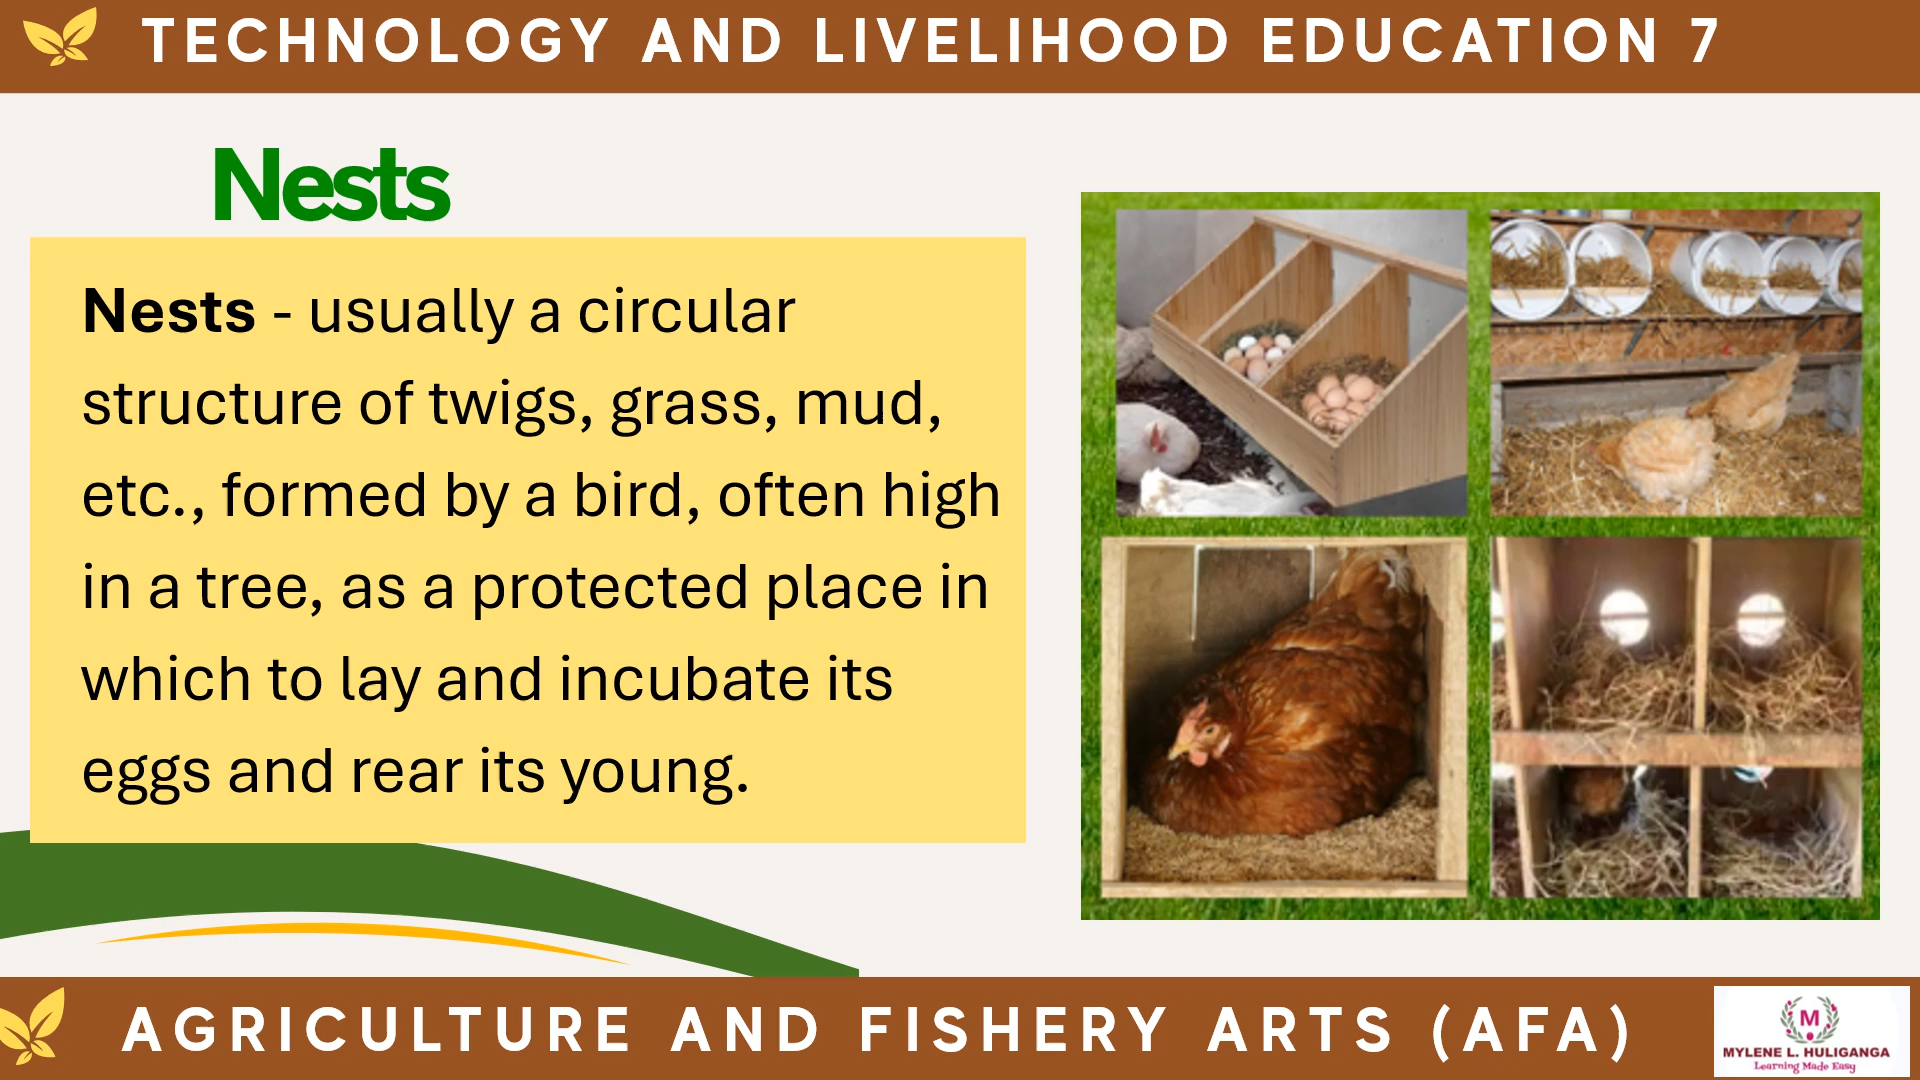 TECHNOLOGY AND LIVELIHOOD EDUCATION 7
Nests
Nests - usually a circular
structure of twigs, grass, mud,
etc., formed by a bird, often high
in a tree, as a protected place in
which to lay and incubate its
eggs and rear its young.
AGRICULTURE AND FISHERY ARTS (AFA)
M
MYLENE L. HULIGANGA
Learning Made Easy